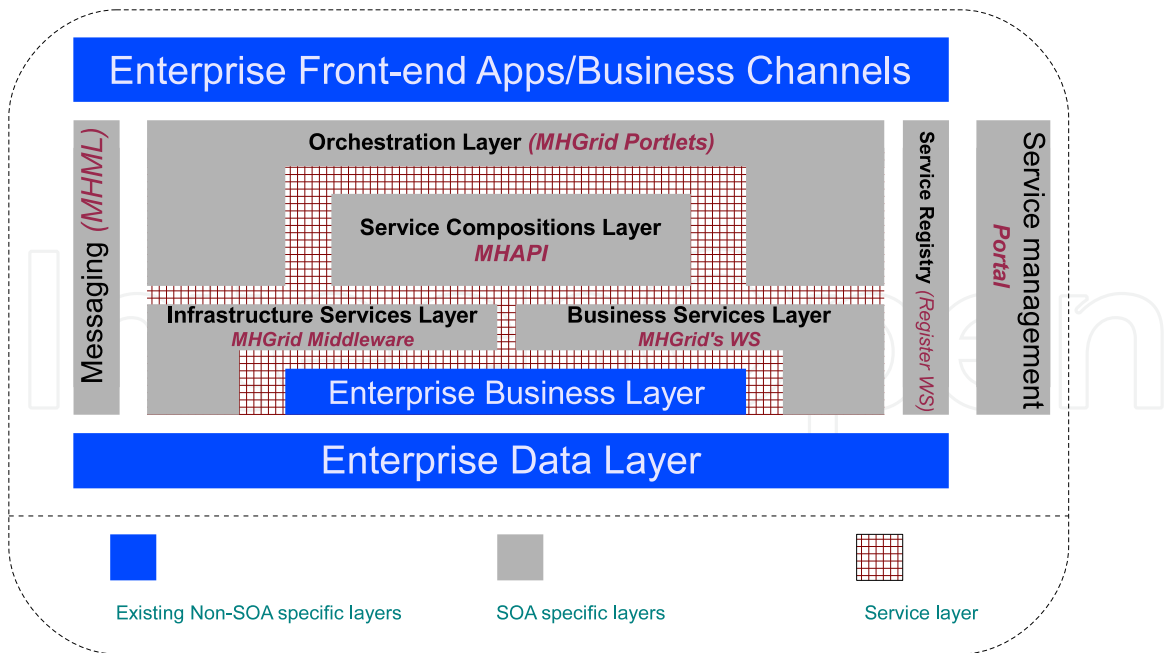 Enterprise Front-end Apps/Business Channels
Messaging (MHML)
Orchestration Layer (MHGrid Portlets)
Service Compositions Layer
MHAPI
Infrastructure Services Layer
MHGrid Middleware
Business Services Layer
MHGrid's WS
Enterprise Business Layer
Service Registry (Register WS)
Service management
Portal
Enterprise Data Layer
Existing Non-SOA specific layers
SOA specific layers
Service layer